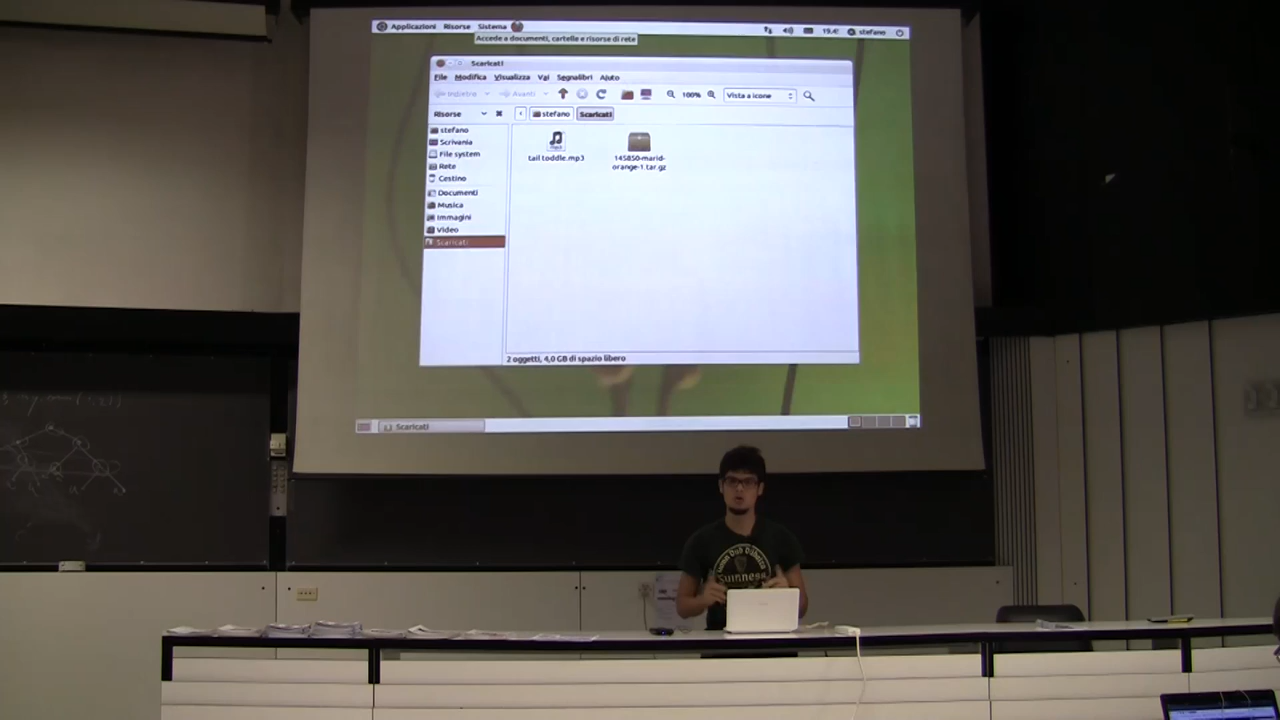 Applicazioni Risorse Sistema
stefano
Accede a documenti, cartelle e risorse di rete
Scaricati
File Modifica Visualizza Vai Segnalibri Aiuto
Indietro Avanti 100% Vista a icone
Risorse stefano Scaricati
stefano
Scrivania
File system
Rete
Cestino
Documenti
Musica
Immagini
Video
Scaricati
tail toddle.mp3
145850-marid-
orange-1.tar.gz
2 oggetti, 4,0 GB di spazio libero
Scaricati
Guinness